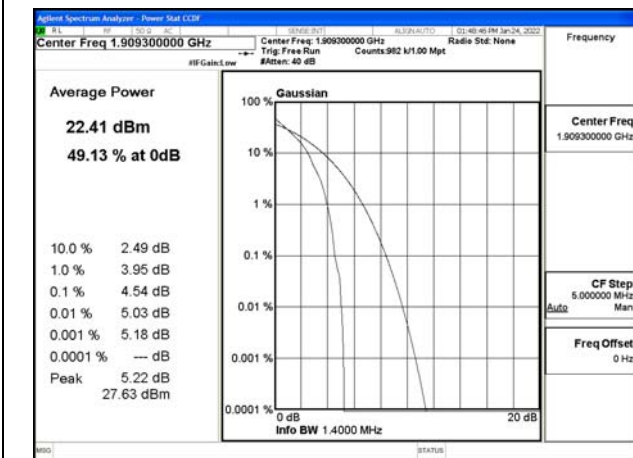 Agilent Spectrum Analyzer - Power Stat CCDF
RL RF 50 Ω AC SENSE:INT ALIGN AUTO 01:48:46 PM Jan 24, 2022
Center Freq 1.909300000 GHz
Center Freq: 1.909300000 GHz Radio Std: None
Trig: Free Run Counts:982 k/1.00 Mpt
#IFGain:Low #Atten: 40 dB
Frequency
Average Power
22.41 dBm
49.13 % at 0dB
10.0 % 2.49 dB
1.0 % 3.95 dB
0.1 % 4.54 dB
0.01 % 5.03 dB
0.001 % 5.18 dB
0.0001 % --- dB
Peak 5.22 dB
27.63 dBm
Gaussian
100 %
10 %
1 %
0.1 %
0.01 %
0.001 %
0.0001 %
0 dB 20 dB
Info BW 1.4000 MHz
Center Freq
1.909300000 GHz
CF Step
5.000000 MHz
Auto Man
Freq Offset
0 Hz
MSG STATUS